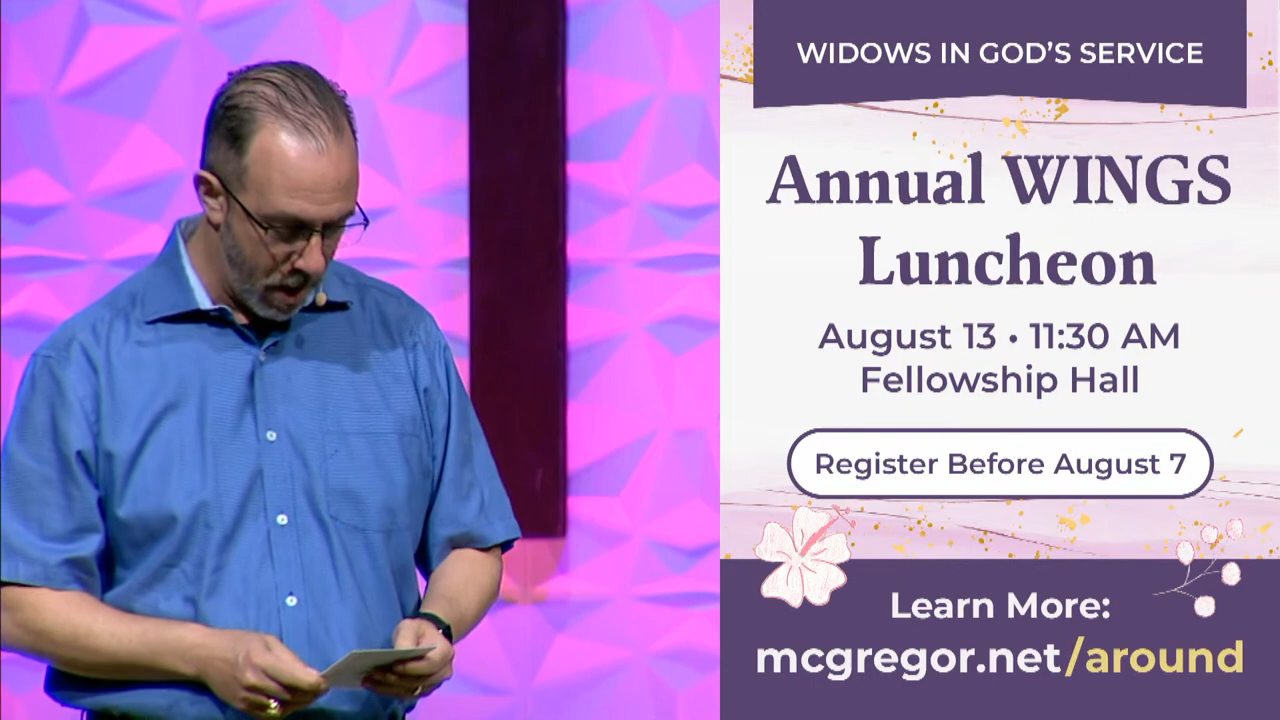 WIDOWS IN GOD’S SERVICE
Annual WINGS
Luncheon
August 13 • 11:30 AM
Fellowship Hall
Register Before August 7
Learn More:
mcgregor.net/around